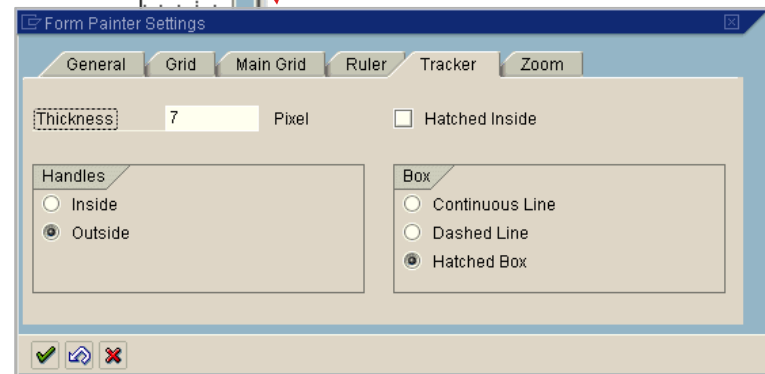 Form Painter Settings
General Grid Main Grid Ruler Tracker Zoom
Thickness 7 Pixel Hatched Inside
Handles Box
Inside Continuous Line
Outside Dashed Line
Hatched Box